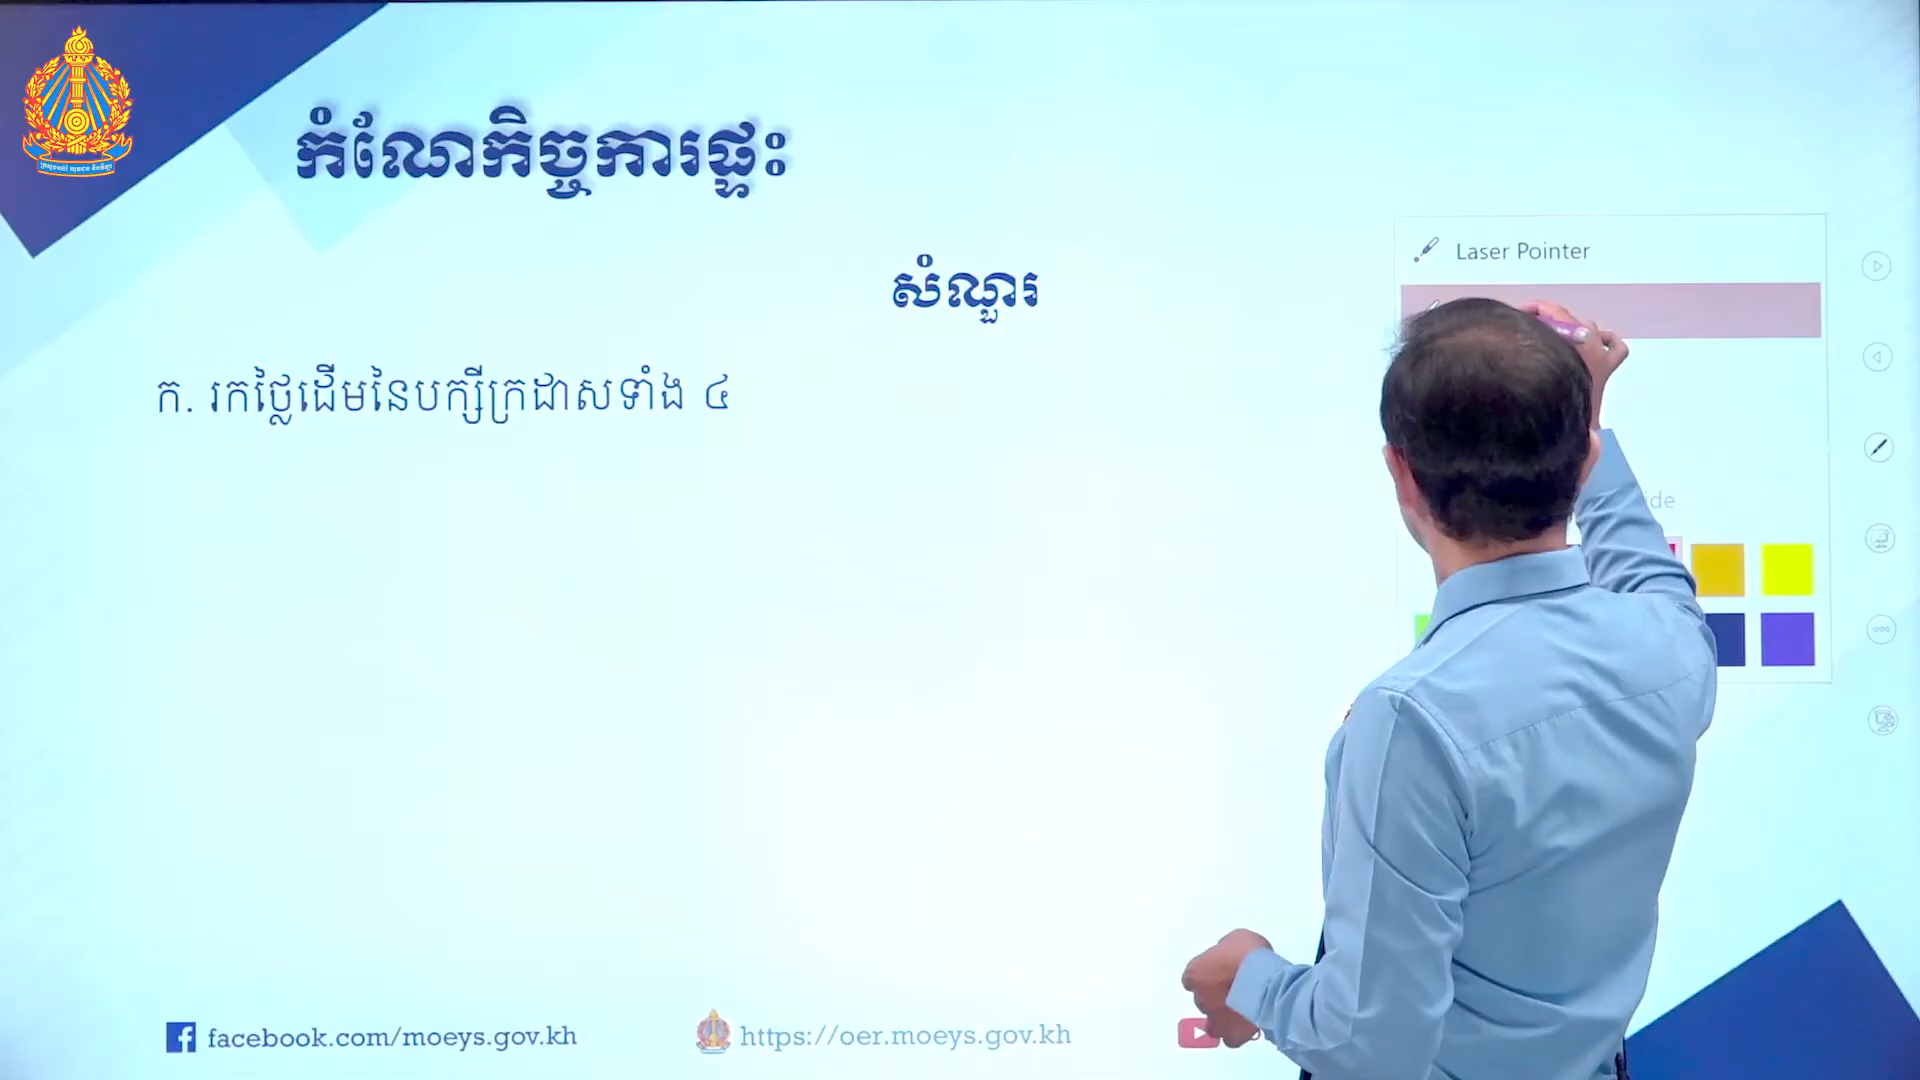 កំណែកិច្ចការផ្ទះ
សំណួរ
ក. រកថ្លៃដើមនៃបក្សីក្រដាសទាំង ៤
Laser Pointer
facebook.com/moeys.gov.kh
https://oer.moeys.gov.kh